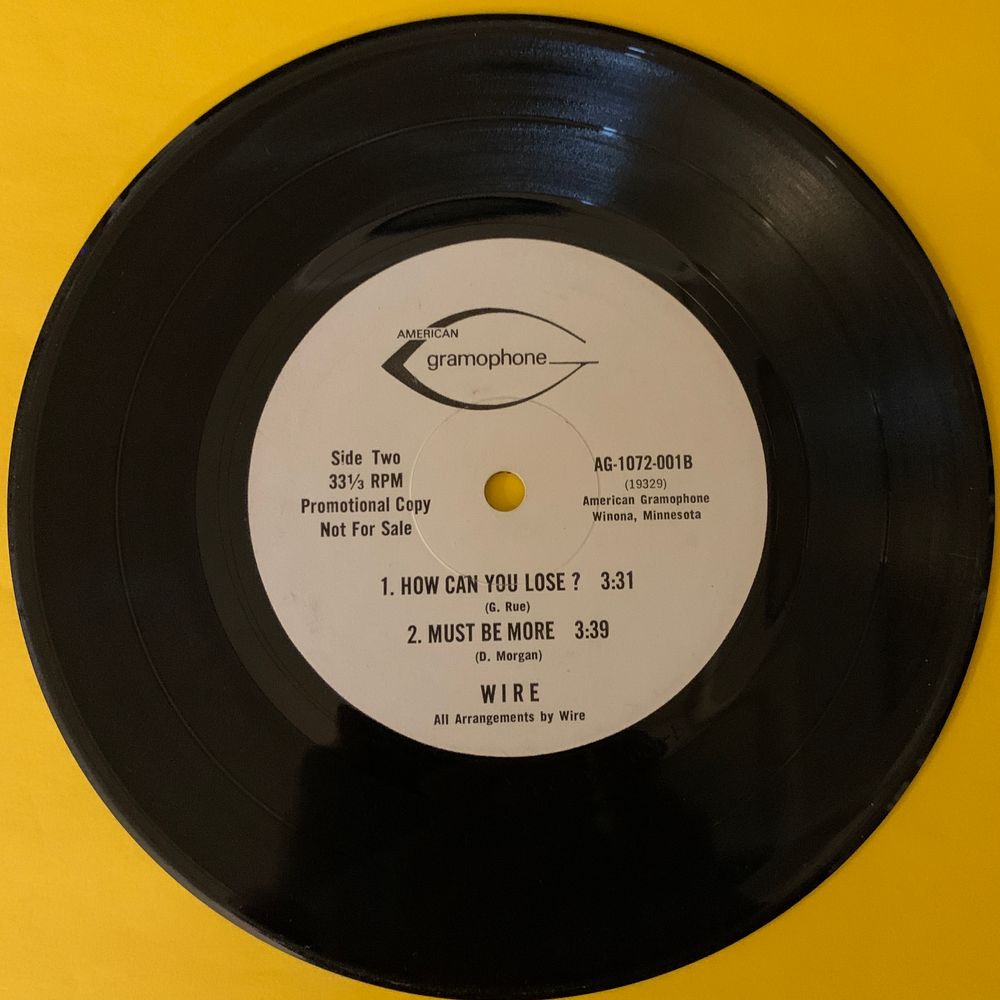 AMERICAN
gramophone
Side Two
33⅓ RPM
Promotional Copy
Not For Sale
AG-1072-001B
(19329)
American Gramophone
Winona, Minnesota
1. HOW CAN YOU LOSE ? 3:31
(G. Rue)
2. MUST BE MORE 3:39
(D. Morgan)
WIRE
All Arrangements by Wire